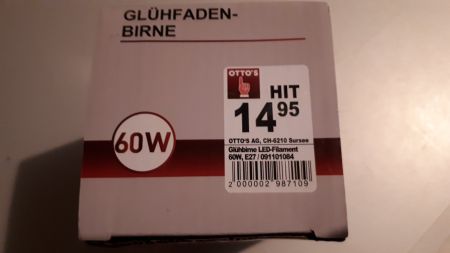 GLÜHFADEN-
BIRNE
60W
OTTO'S
HIT
14 95
OTTO'S AG, CH-6210 Sursee
Glühbirne LED-Filament
60W, E27 / 091101084
2 000002 987109